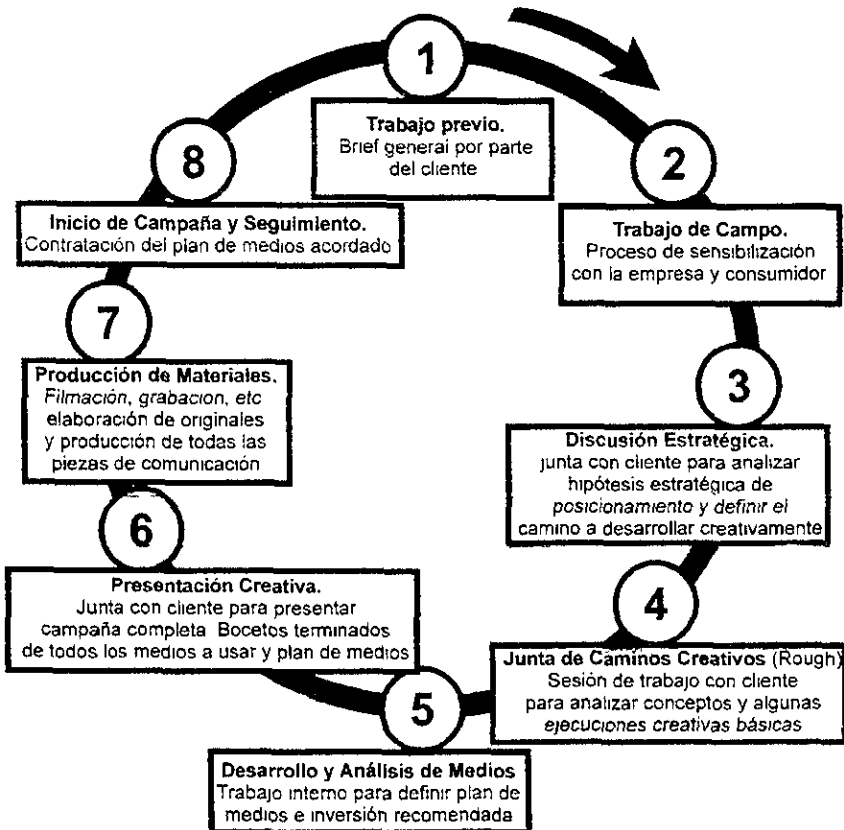 1
Trabajo previo.
Brief general por parte
del cliente
2
Trabajo de Campo.
Proceso de sensibilización
con la empresa y consumidor
3
Discusión Estratégica.
junta con cliente para analizar
hipótesis estratégica de
posicionamiento y definir el
camino a desarrollar creativamente
4
Junta de Caminos Creativos (Rough)
Sesión de trabajo con cliente
para analizar conceptos y algunas
ejecuciones creativas básicas
5
Desarrollo y Análisis de Medios
Trabajo interno para definir plan de
medios e inversión recomendada
6
Presentación Creativa.
Junta con cliente para presentar
campaña completa Bocetos terminados
de todos los medios a usar y plan de medios
7
Producción de Materiales.
Filmación, grabacion, etc
elaboración de originales
y producción de todas las
piezas de comunicación
8
Inicio de Campaña y Seguimiento.
Contratación del plan de medios acordado